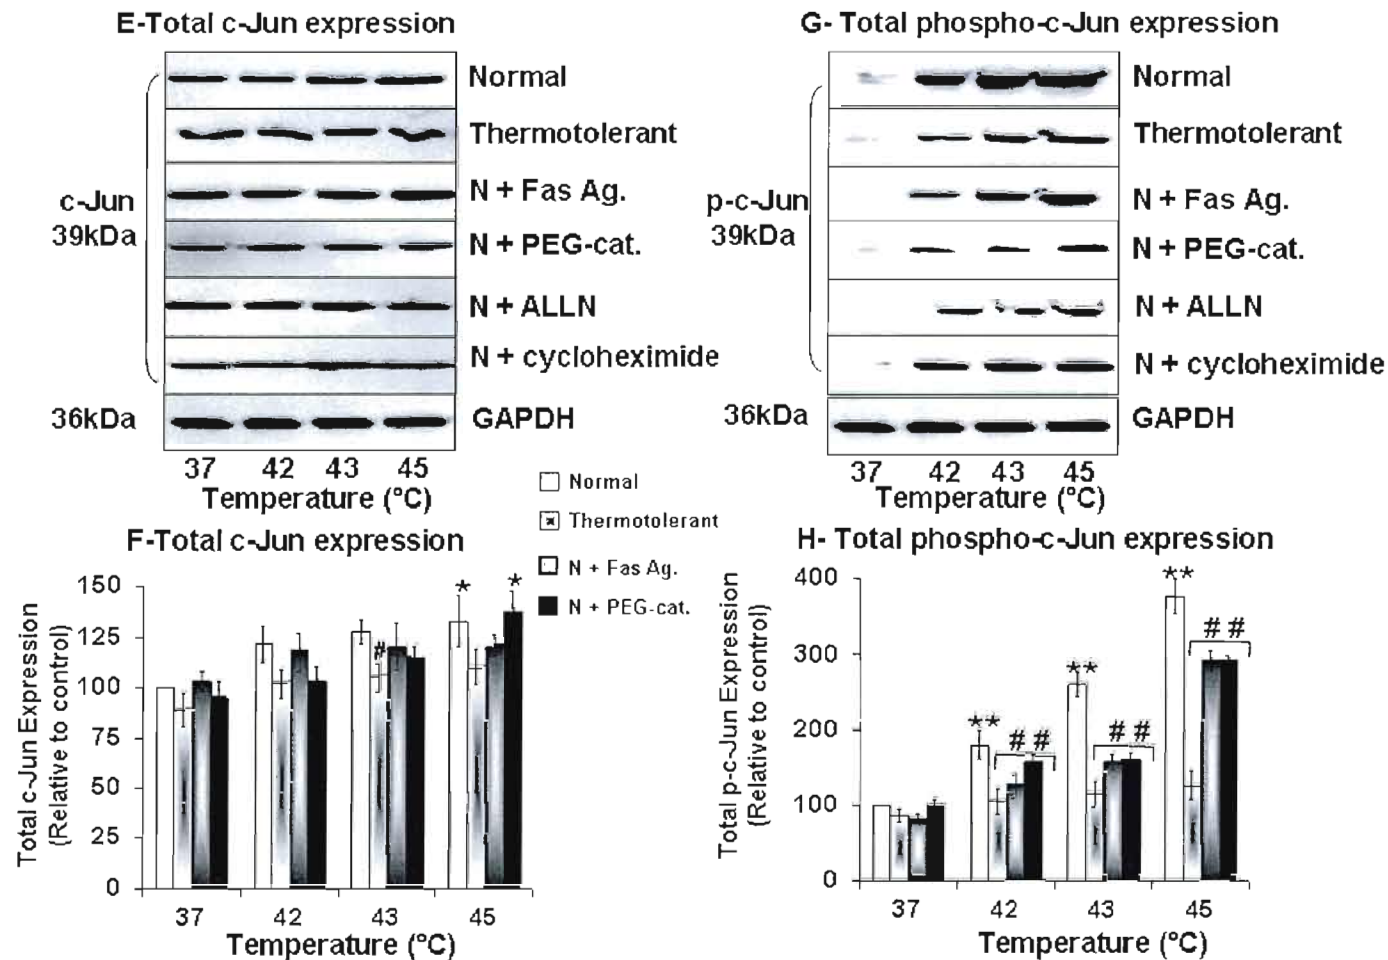 E-Total c-Jun expression
Normal
Thermotolerant
N + Fas Ag.
N + PEG-cat.
N + ALLN
N + cycloheximide
GAPDH
c-Jun
39kDa
36kDa
37 42 43 45
Temperature (°C)
G- Total phospho-c-Jun expression
Normal
Thermotolerant
N + Fas Ag.
N + PEG-cat.
N + ALLN
N + cycloheximide
GAPDH
p-c-Jun
39kDa
36kDa
37 42 43 45
Temperature (°C)
Normal
Thermotolerant
N + Fas Ag.
N + PEG-cat.
F-Total c-Jun expression
Total c-Jun Expression
(Relative to control)
150
125
100
75
50
25
0
#
*
*
37 42 43 45
Temperature (°C)
H- Total phospho-c-Jun expression
Total p-c-Jun Expression
(Relative to control)
400
300
200
100
0
**
##
**
##
**
##
37 42 43 45
Temperature (°C)